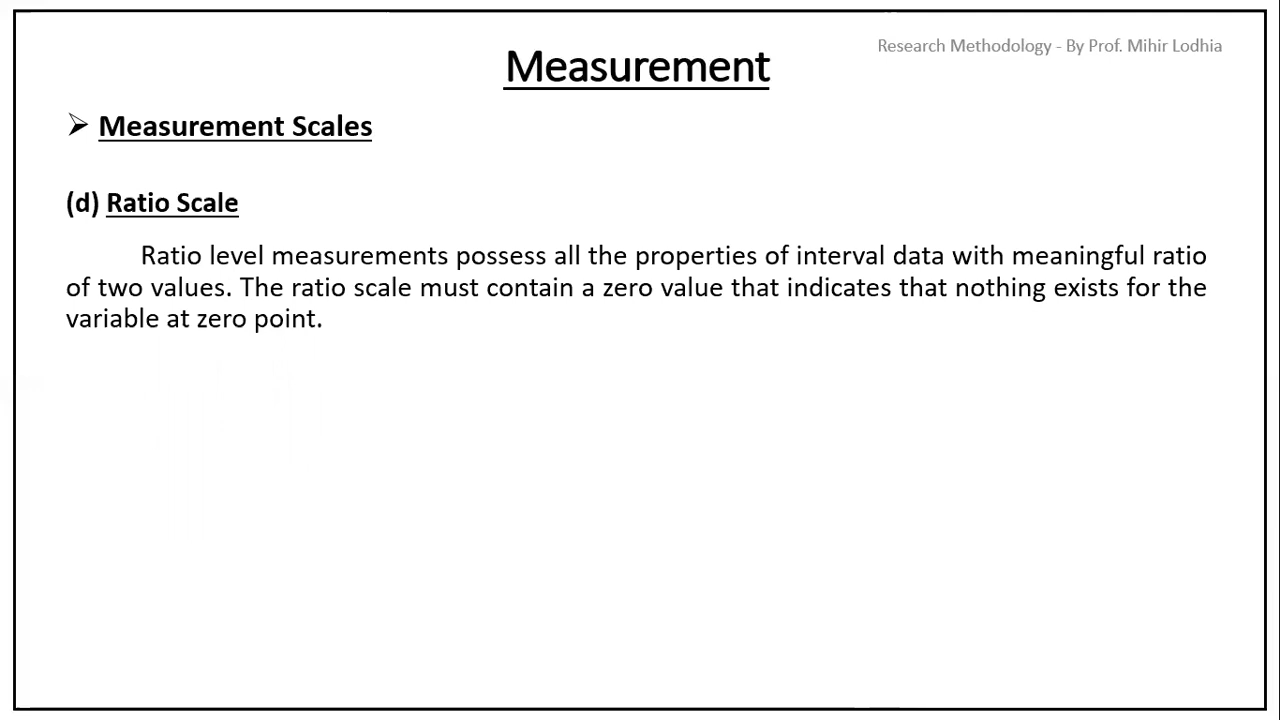 Research Methodology - By Prof. Mihir Lodhia
Measurement
➢ Measurement Scales
(d) Ratio Scale
Ratio level measurements possess all the properties of interval data with meaningful ratio
of two values. The ratio scale must contain a zero value that indicates that nothing exists for the
variable at zero point.